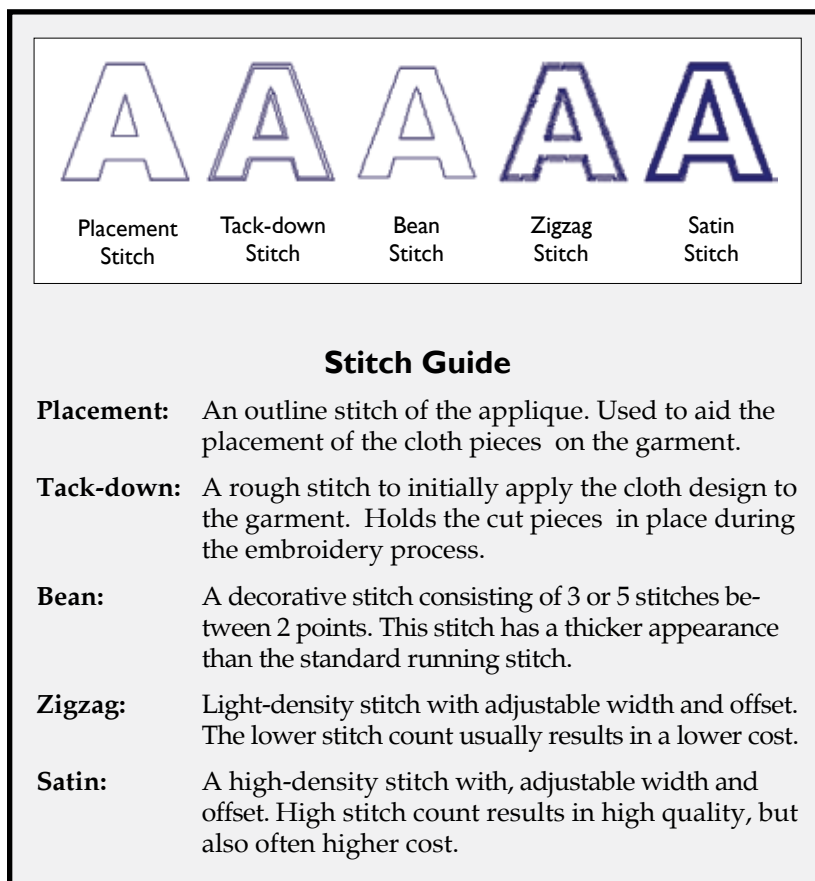 A A A A A
Placement Stitch
Tack-down Stitch
Bean Stitch
Zigzag Stitch
Satin Stitch
Stitch Guide
Placement: An outline stitch of the applique. Used to aid the
placement of the cloth pieces on the garment.
Tack-down: A rough stitch to initially apply the cloth design to
the garment. Holds the cut pieces in place during
the embroidery process.
Bean: A decorative stitch consisting of 3 or 5 stitches be-
tween 2 points. This stitch has a thicker appearance
than the standard running stitch.
Zigzag: Light-density stitch with adjustable width and offset.
The lower stitch count usually results in a lower cost.
Satin: A high-density stitch with, adjustable width and
offset. High stitch count results in high quality, but
also often higher cost.